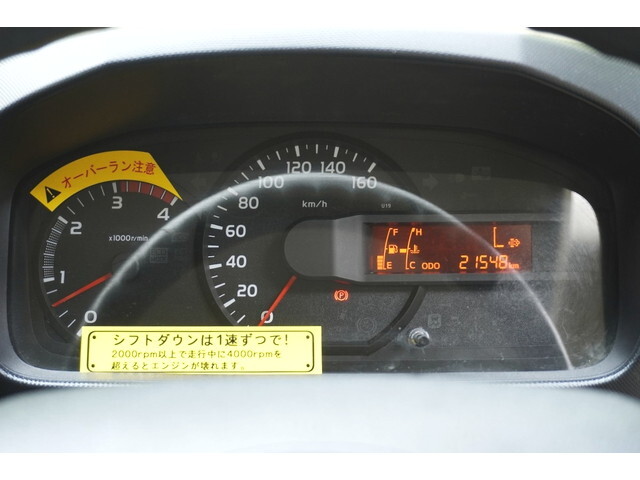 オーバーラン注意
0
1
2
3
4
x1000r/min
0
20
40
60
80
100
120
140
160
km/h
F
H
E
C
L
ODO 21548 km
シフトダウンは1速ずつで!
2000rpm以上で走行中に4000rpmを
超えるとエンジンが壊れます。